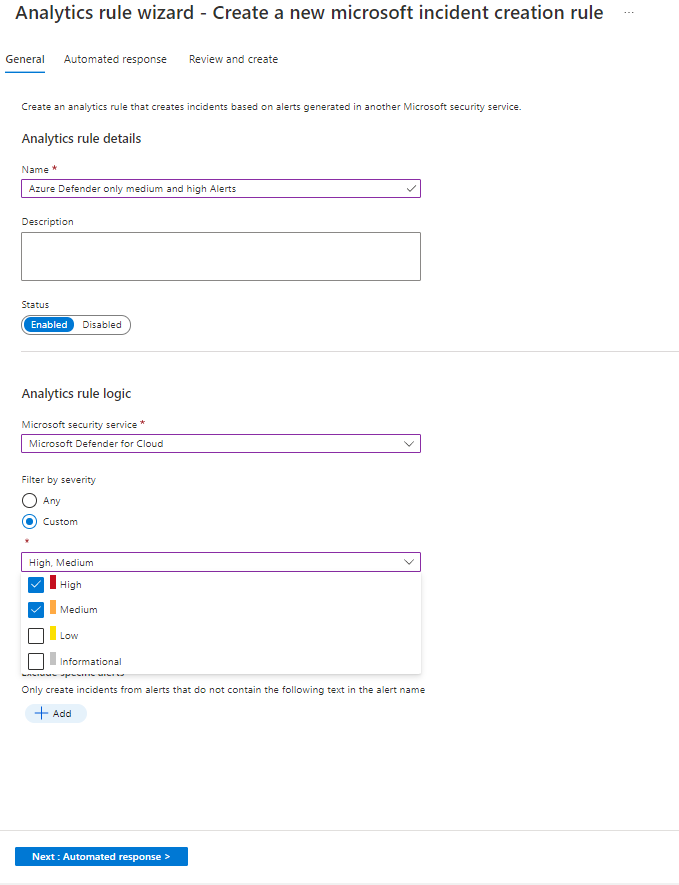 Analytics rule wizard - Create a new microsoft incident creation rule ...
General Automated response Review and create
Create an analytics rule that creates incidents based on alerts generated in another Microsoft security service.
Analytics rule details
Name *
Azure Defender only medium and high Alerts
Description
Status
Enabled Disabled
Analytics rule logic
Microsoft security service *
Microsoft Defender for Cloud
Filter by severity
Any
Custom
*
High, Medium
High
Medium
Low
Informational
Exclude specific alerts
Only create incidents from alerts that do not contain the following text in the alert name
Add
Next : Automated response >